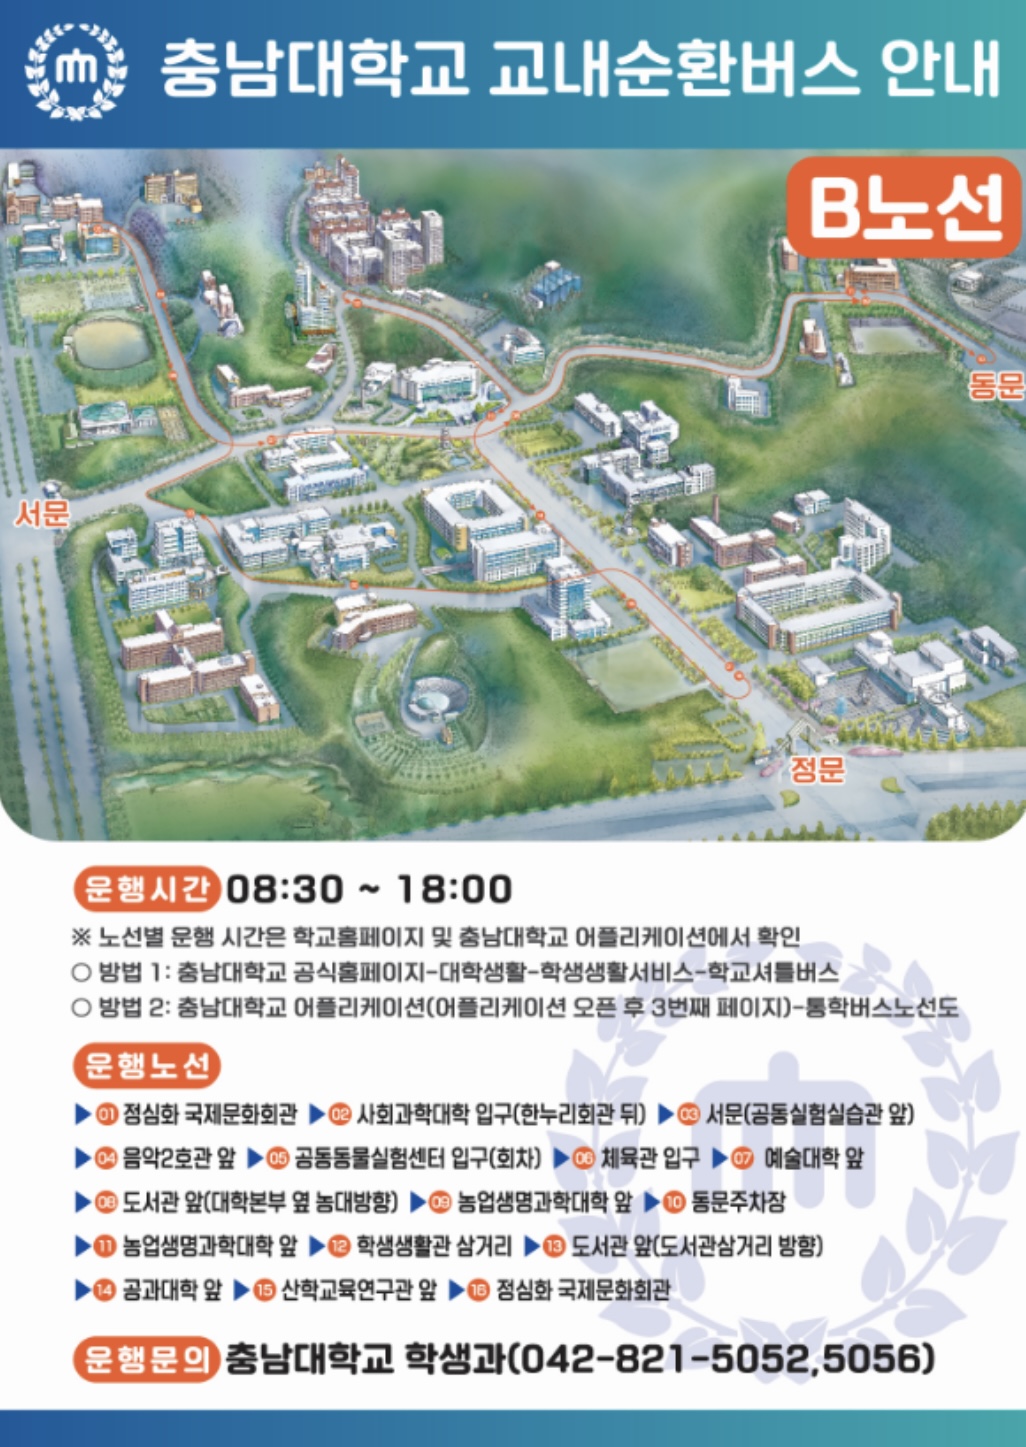 충남대학교 교내순환버스 안내
B노선
동문
서문
정문
운행시간 08:30 ~ 18:00
※ 노선별 운행 시간은 학교홈페이지 및 충남대학교 어플리케이션에서 확인
○ 방법 1: 충남대학교 공식홈페이지-대학생활-학생생활서비스-학교셔틀버스
○ 방법 2: 충남대학교 어플리케이션(어플리케이션 오픈 후 3번째 페이지)-통학버스노선도
운행노선
▶01 정심화 국제문화회관 ▶02 사회과학대학 입구(한누리회관 뒤) ▶03 서문(공동실험실습관 앞)
▶04 음악2호관 앞 ▶05 공동동물실험센터 입구(회차) ▶06 체육관 입구 ▶07 예술대학 앞
▶08 도서관 앞(대학본부 옆 농대방향) ▶09 농업생명과학대학 앞 ▶10 동문주차장
▶11 농업생명과학대학 앞 ▶12 학생생활관 삼거리 ▶13 도서관 앞(도서관삼거리 방향)
▶14 공과대학 앞 ▶15 산학교육연구관 앞 ▶16 정심화 국제문화회관
운행문의 충남대학교 학생과(042-821-5052,5056)